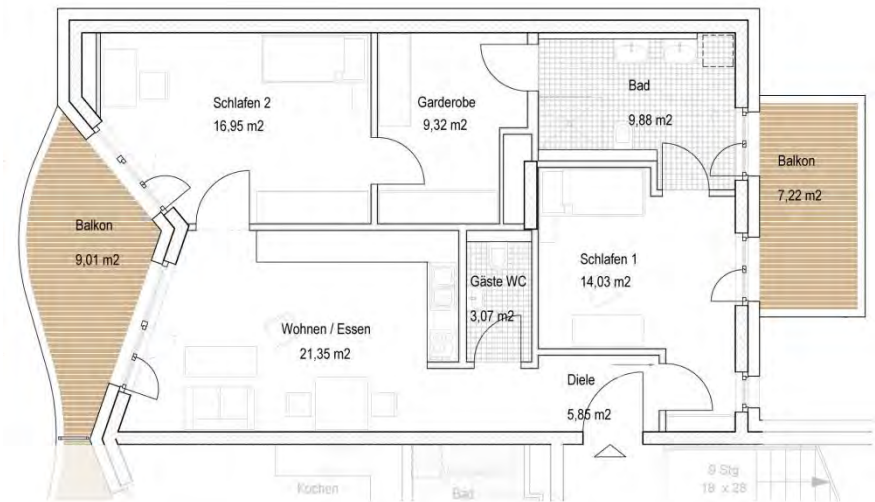 Schlafen 2
16,95 m2
Garderobe
9,32 m2
Bad
9,88 m2
Balkon
7,22 m2
Balkon
9,01 m2
Schlafen 1
14,03 m2
Gäste WC
3,07 m2
Wohnen / Essen
21,35 m2
Diele
5,85 m2
Kochen
Bad
9 Stg
18 x 28